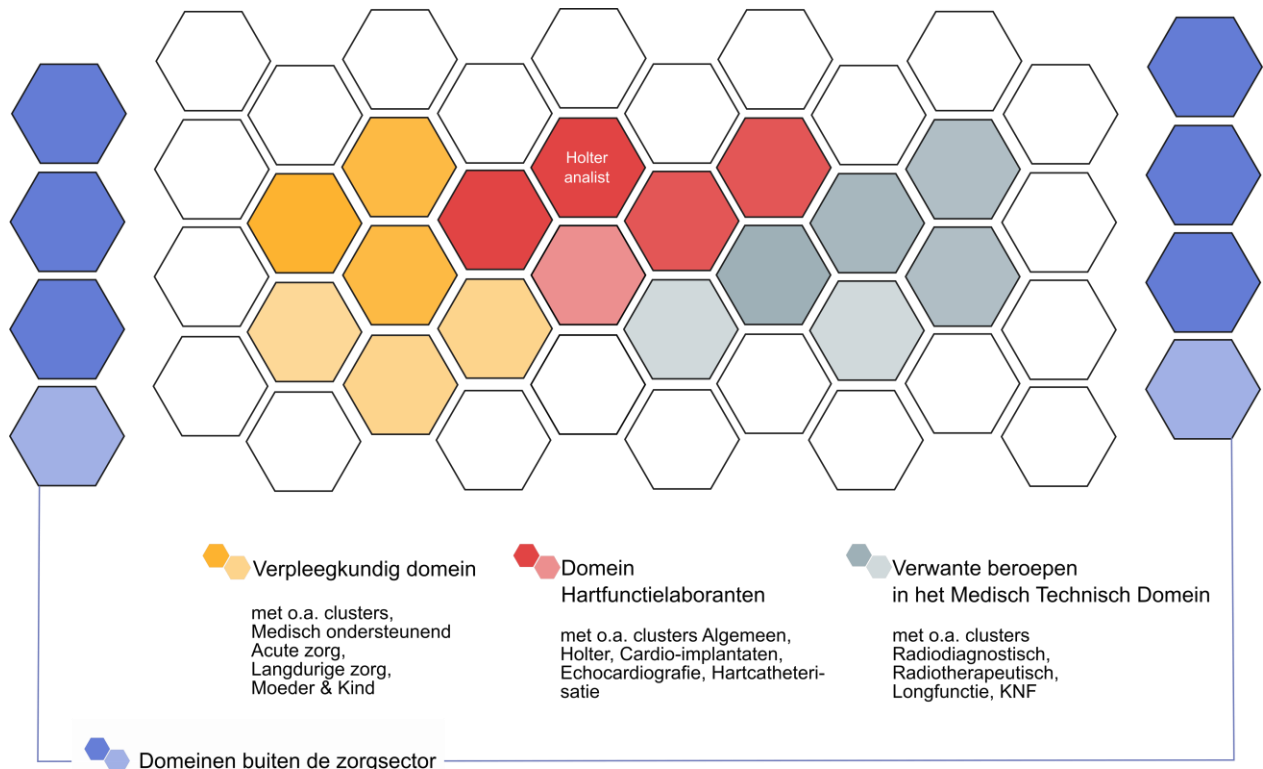 Holter
analist
Verpleegkundig domein
met o.a. clusters,
Medisch ondersteunend
Acute zorg,
Langdurige zorg,
Moeder & Kind
Domein
Hartfunctielaboranten
met o.a. clusters Algemeen,
Holter, Cardio-implantaten,
Echocardiografie, Hartcatheteri-
satie
Verwante beroepen
in het Medisch Technisch Domein
met o.a. clusters
Radiodiagnostisch,
Radiotherapeutisch,
Longfunctie, KNF
Domeinen buiten de zorgsector